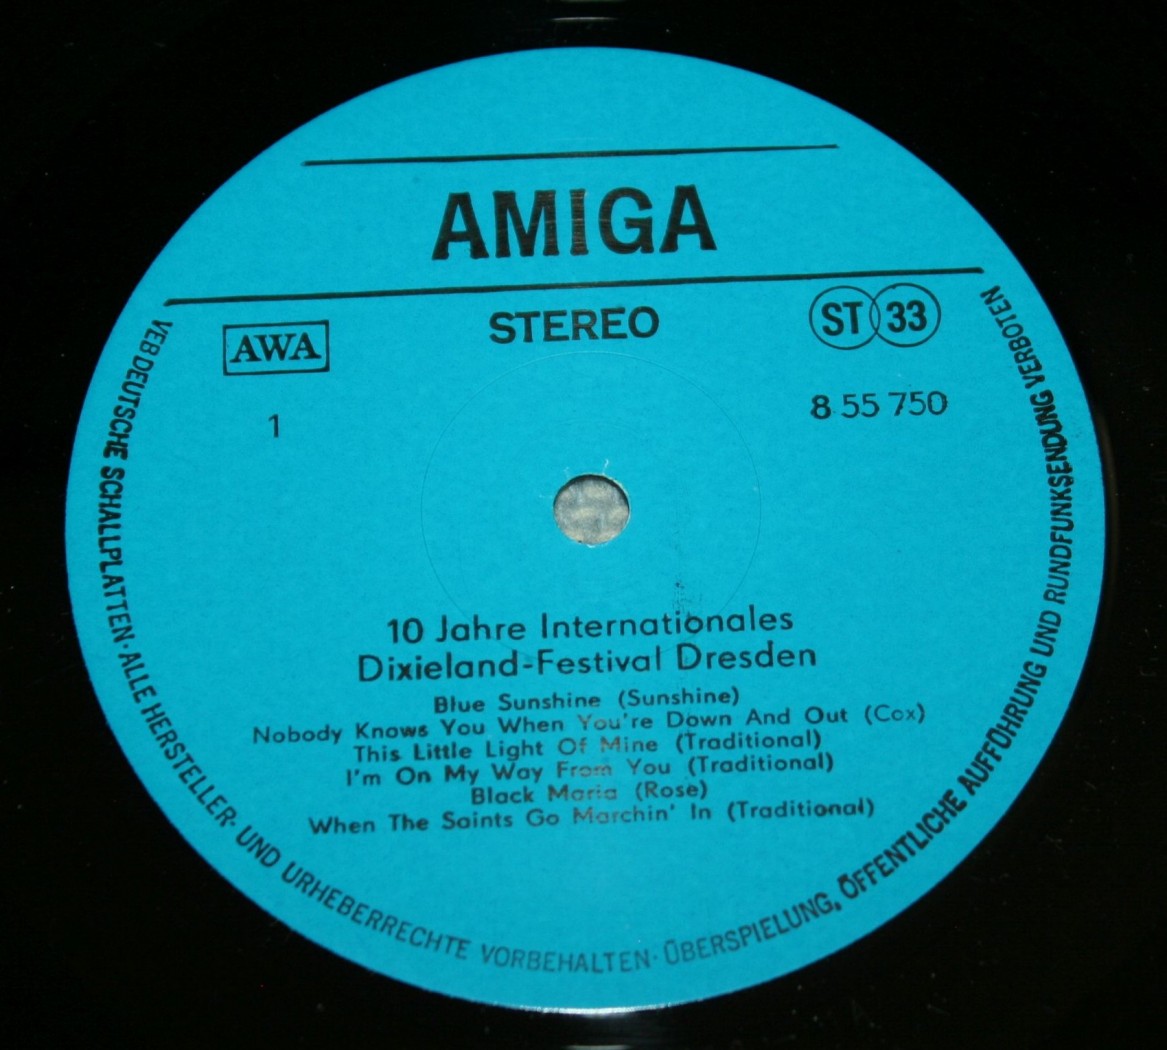 AMIGA
STEREO
AWA
ST 33
1
8 55 750
10 Jahre Internationales
Dixieland-Festival Dresden
Blue Sunshine (Sunshine)
Nobody Knows You When You're Down And Out (Cox)
This Little Light Of Mine (Traditional)
I'm On My Way From You (Traditional)
Black Maria (Rose)
When The Saints Go Marchin' In (Traditional)
VEB DEUTSCHE SCHALLPLATTEN · ALLE HERSTELLER- UND URHEBERRECHTE VORBEHALTEN · ÜBERSPIELUNG, ÖFFENTLICHE AUFFÜHRUNG UND RUNDFUNKSENDUNG VERBOTEN